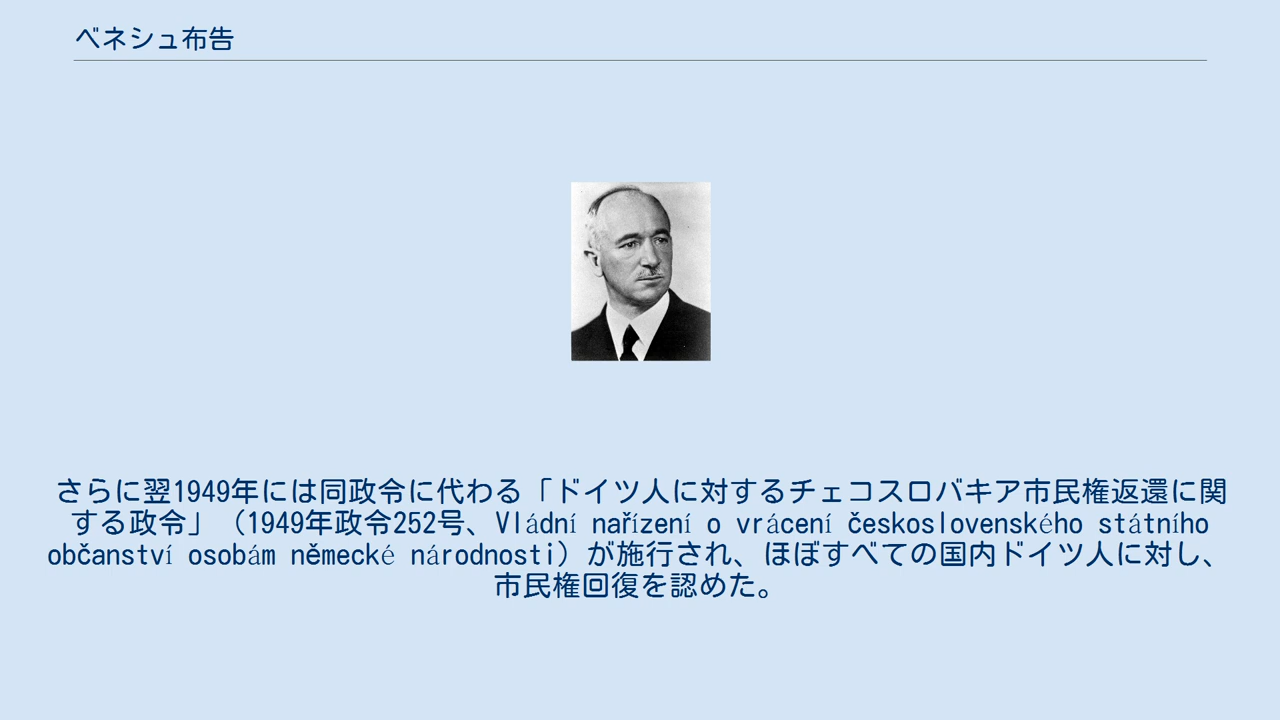 ベネシュ布告
さらに翌1949年には同政令に代わる「ドイツ人に対するチェコスロバキア市民権返還に関
する政令」（1949年政令252号、Vládní nařízení o vrácení československého státního
občanství osobám německé národnosti）が施行され、ほぼすべての国内ドイツ人に対し、
市民権回復を認めた。